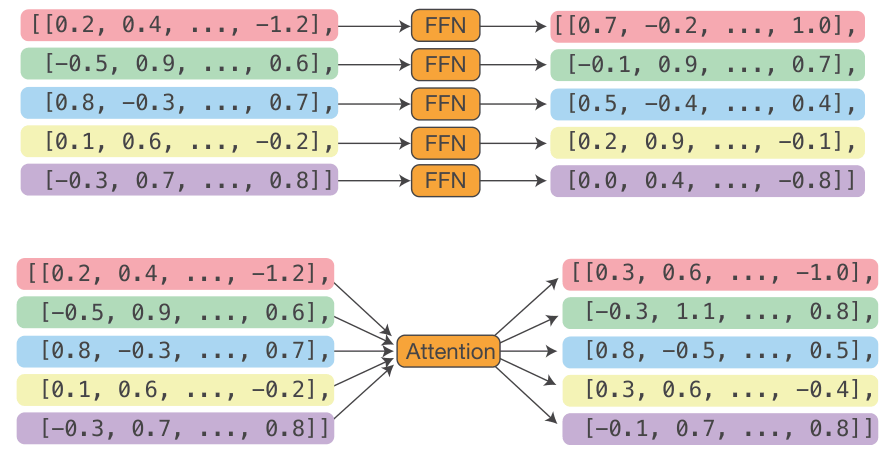 [[0.2, 0.4, ..., −1.2], FFN [[0.7, −0.2, ..., 1.0],
[−0.5, 0.9, ..., 0.6], FFN [−0.1, 0.9, ..., 0.7],
[0.8, −0.3, ..., 0.7], FFN [0.5, −0.4, ..., 0.4],
[0.1, 0.6, ..., −0.2], FFN [0.2, 0.9, ..., −0.1],
[−0.3, 0.7, ..., 0.8]] FFN [0.0, 0.4, ..., −0.8]]
[[0.2, 0.4, ..., −1.2], [[0.3, 0.6, ..., −1.0],
[−0.5, 0.9, ..., 0.6], [−0.3, 1.1, ..., 0.8],
[0.8, −0.3, ..., 0.7], Attention [0.8, −0.5, ..., 0.5],
[0.1, 0.6, ..., −0.2], [0.3, 0.6, ..., −0.4],
[−0.3, 0.7, ..., 0.8]] [−0.1, 0.7, ..., 0.8]]